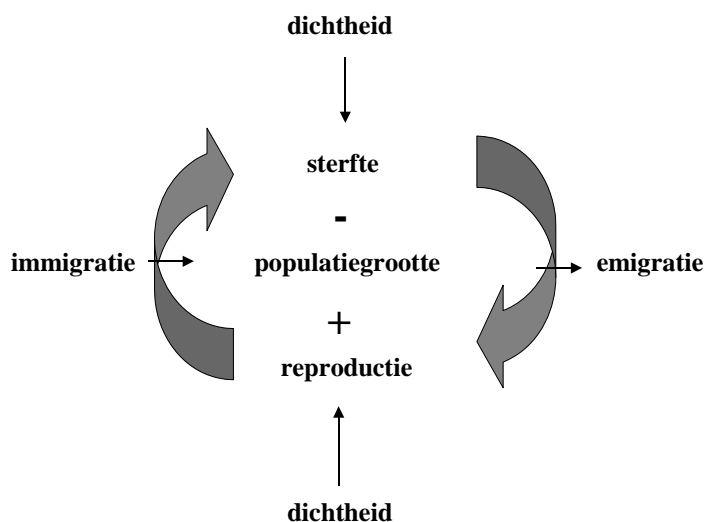 dichtheid
sterfte
-
immigratie populatiegrootte emigratie
+
reproductie
dichtheid